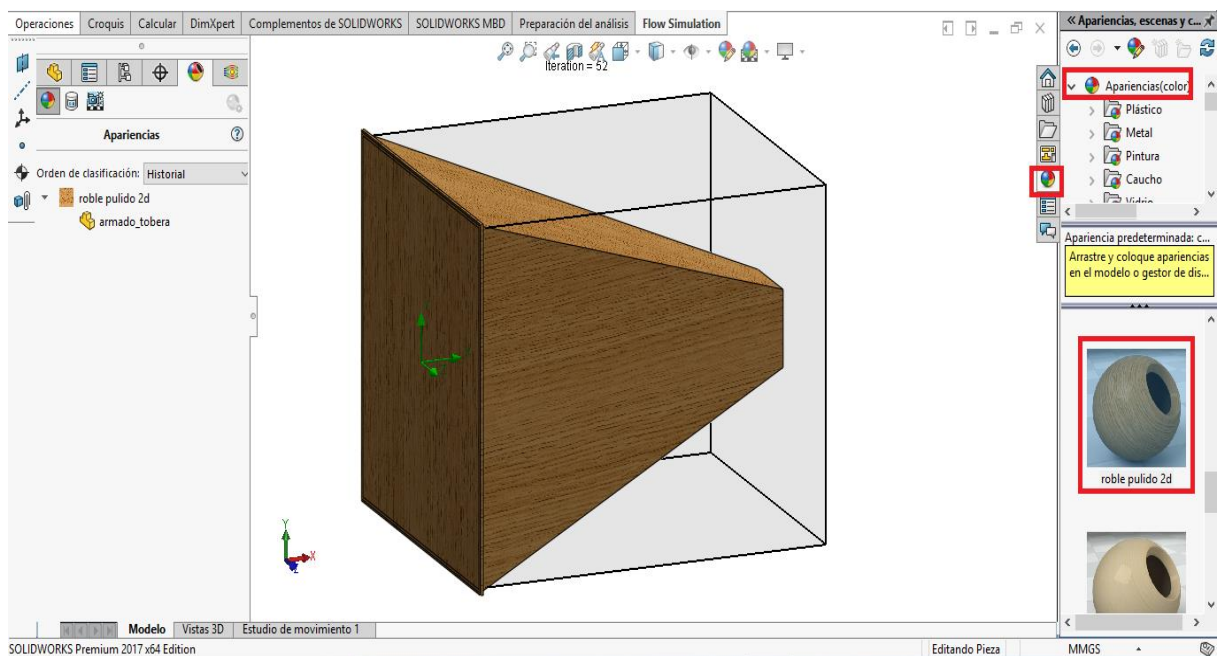 Operaciones Croquis Calcular DimXpert Complementos de SOLIDWORKS SOLIDWORKS MBD Preparación del análisis Flow Simulation
Iteration = 52
Apariencias
Orden de clasificación: Historial
roble pulido 2d
armado_tobera
Y
X
Z
Apariencias, escenas y c...
Apariencias(color)
Plástico
Metal
Pintura
Caucho
Vidrio
Apariencia predeterminada: c...
Arrastre y coloque apariencias
en el modelo o gestor de dis...
roble pulido 2d
Modelo Vistas 3D Estudio de movimiento 1
SOLIDWORKS Premium 2017 x64 Edition Editando Pieza MMGS